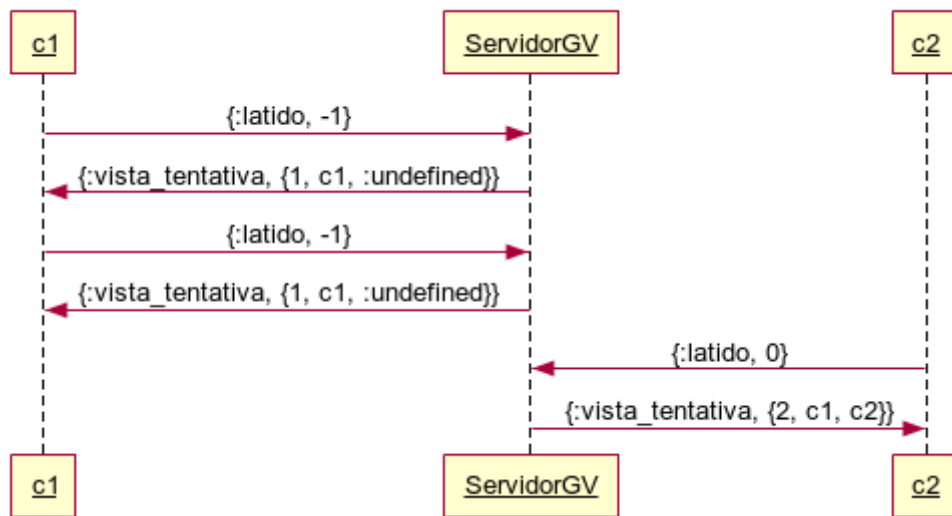 c1 ServidorGV c2
{:latido, -1}
{:vista_tentativa, {1, c1, :undefined}}
{:latido, -1}
{:vista_tentativa, {1, c1, :undefined}}
{:latido, 0}
{:vista_tentativa, {2, c1, c2}}
c1 ServidorGV c2